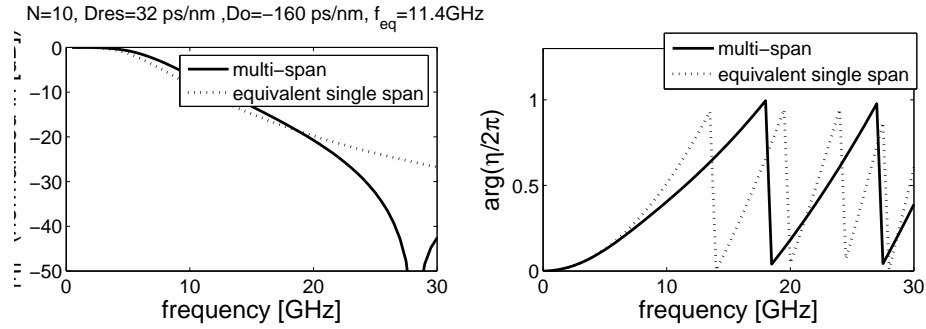 N=10, Dres=32 ps/nm ,Do=−160 ps/nm, f_eq=11.4GHz
0
−10
−20
−30
−40
−50
0 10 20 30
frequency [GHz]
multi−span
equivalent single span
arg(η/2π)
1
0.5
0
0 10 20 30
frequency [GHz]
multi−span
equivalent single span